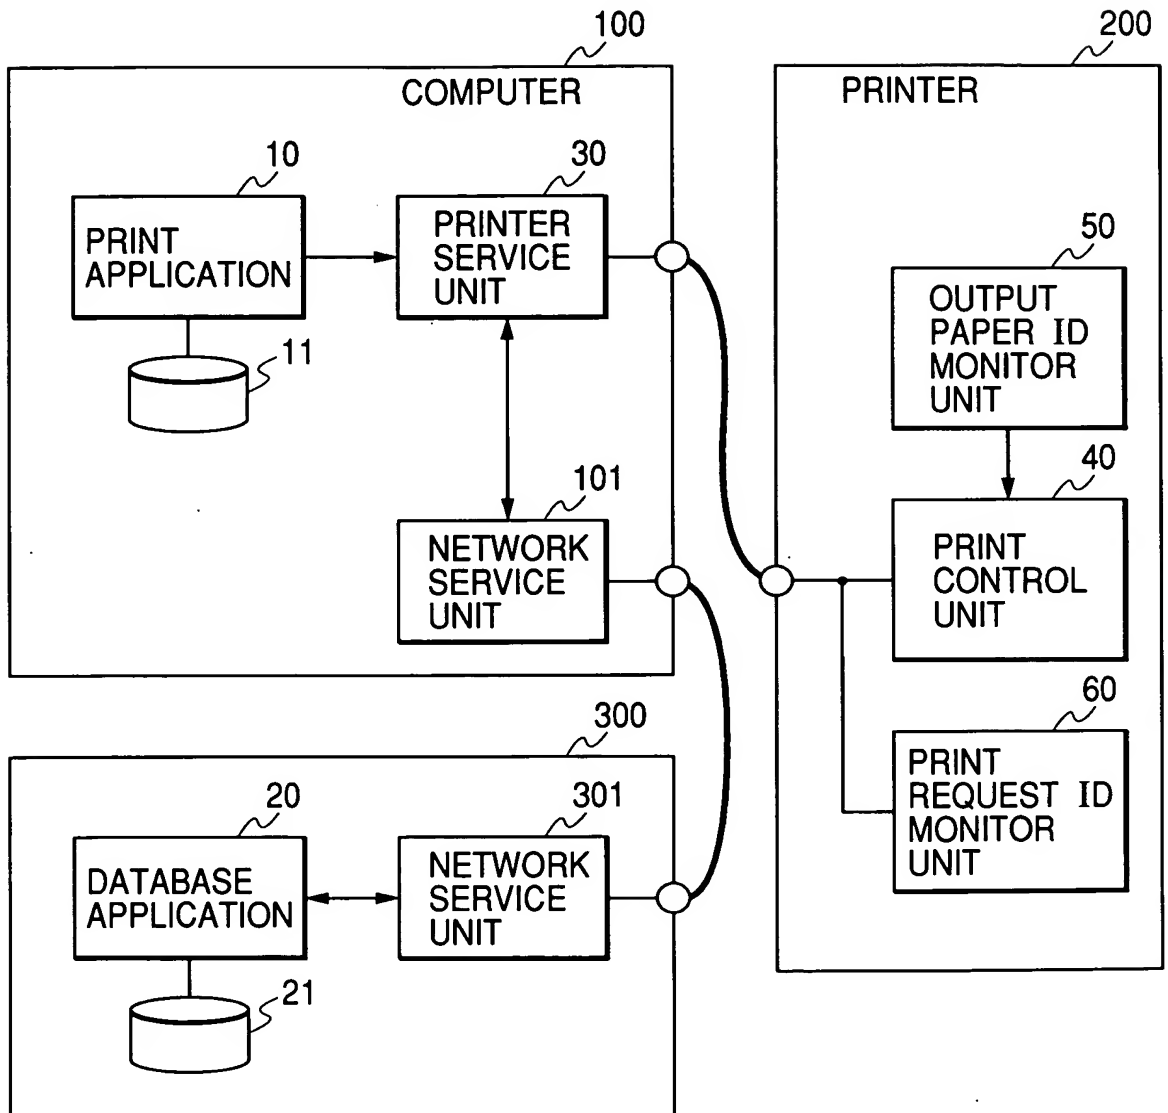 100
200
COMPUTER
PRINTER
10
30
PRINT
APPLICATION
PRINTER
SERVICE
UNIT
11
50
OUTPUT
PAPER ID
MONITOR
UNIT
101
NETWORK
SERVICE
UNIT
40
PRINT
CONTROL
UNIT
60
PRINT
REQUEST ID
MONITOR
UNIT
300
20
301
DATABASE
APPLICATION
NETWORK
SERVICE
UNIT
21